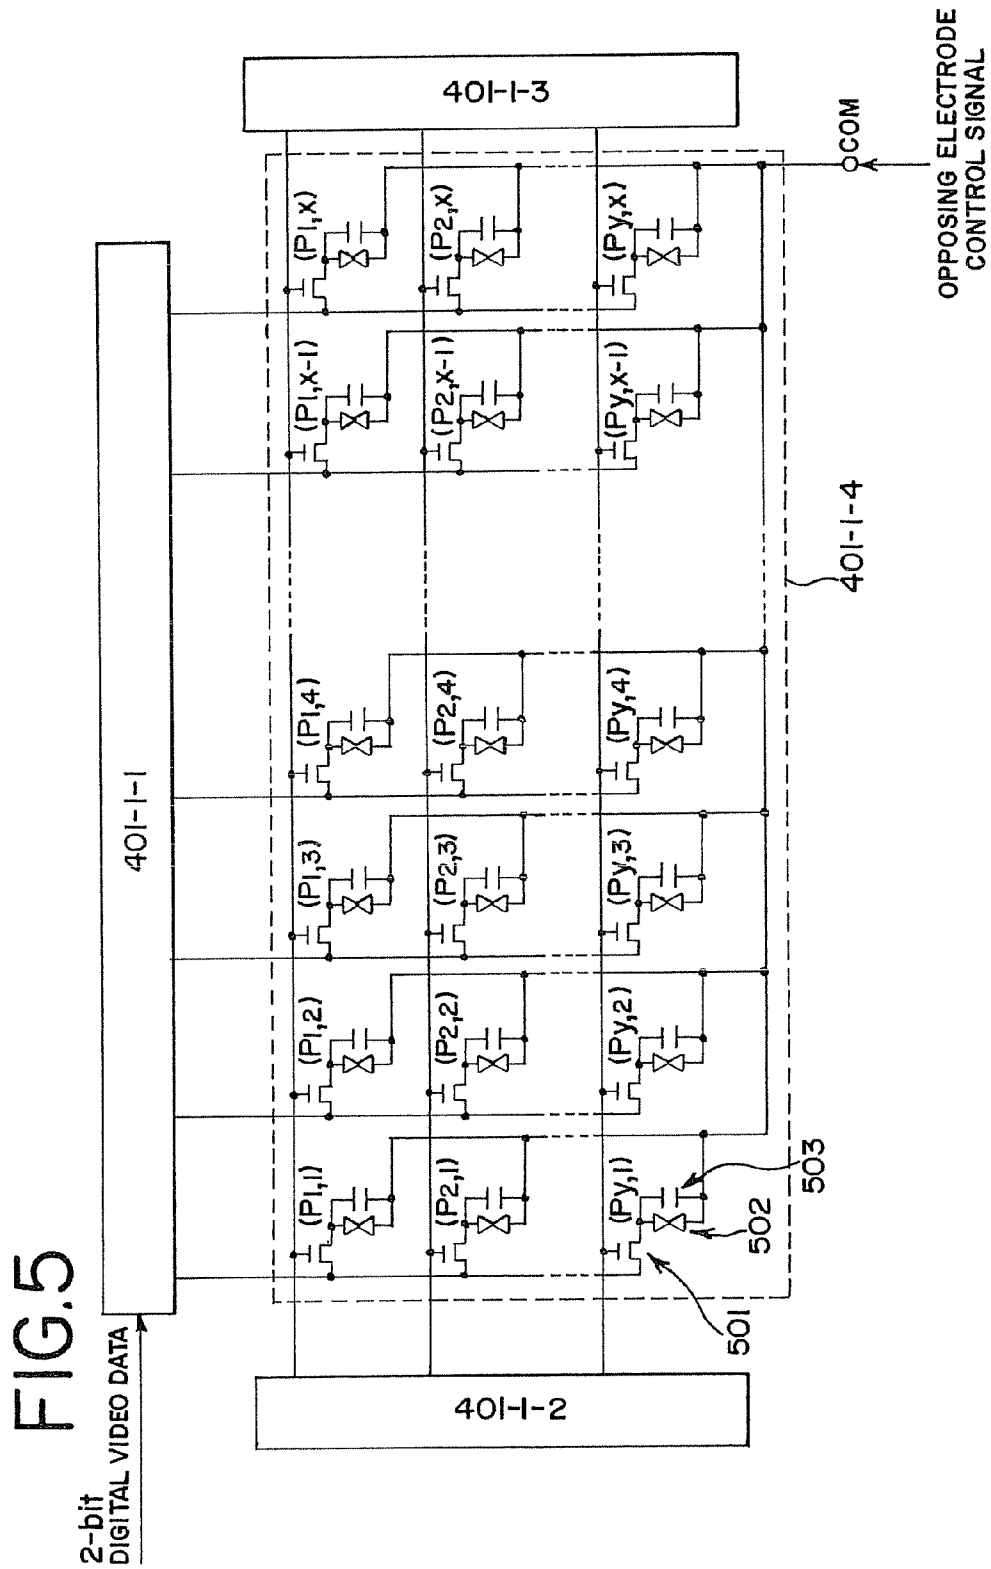 FIG.5
2-bit
DIGITAL VIDEO DATA
401-1-1
401-1-2
401-1-3
(P1,1)
(P1,2)
(P1,3)
(P1,4)
(P1,x-1)
(P1,x)
(P2,1)
(P2,2)
(P2,3)
(P2,4)
(P2,x-1)
(P2,x)
(Py,1)
(Py,2)
(Py,3)
(Py,4)
(Py,x-1)
(Py,x)
501
502
503
401-1-4
COM
OPPOSING ELECTRODE
CONTROL SIGNAL